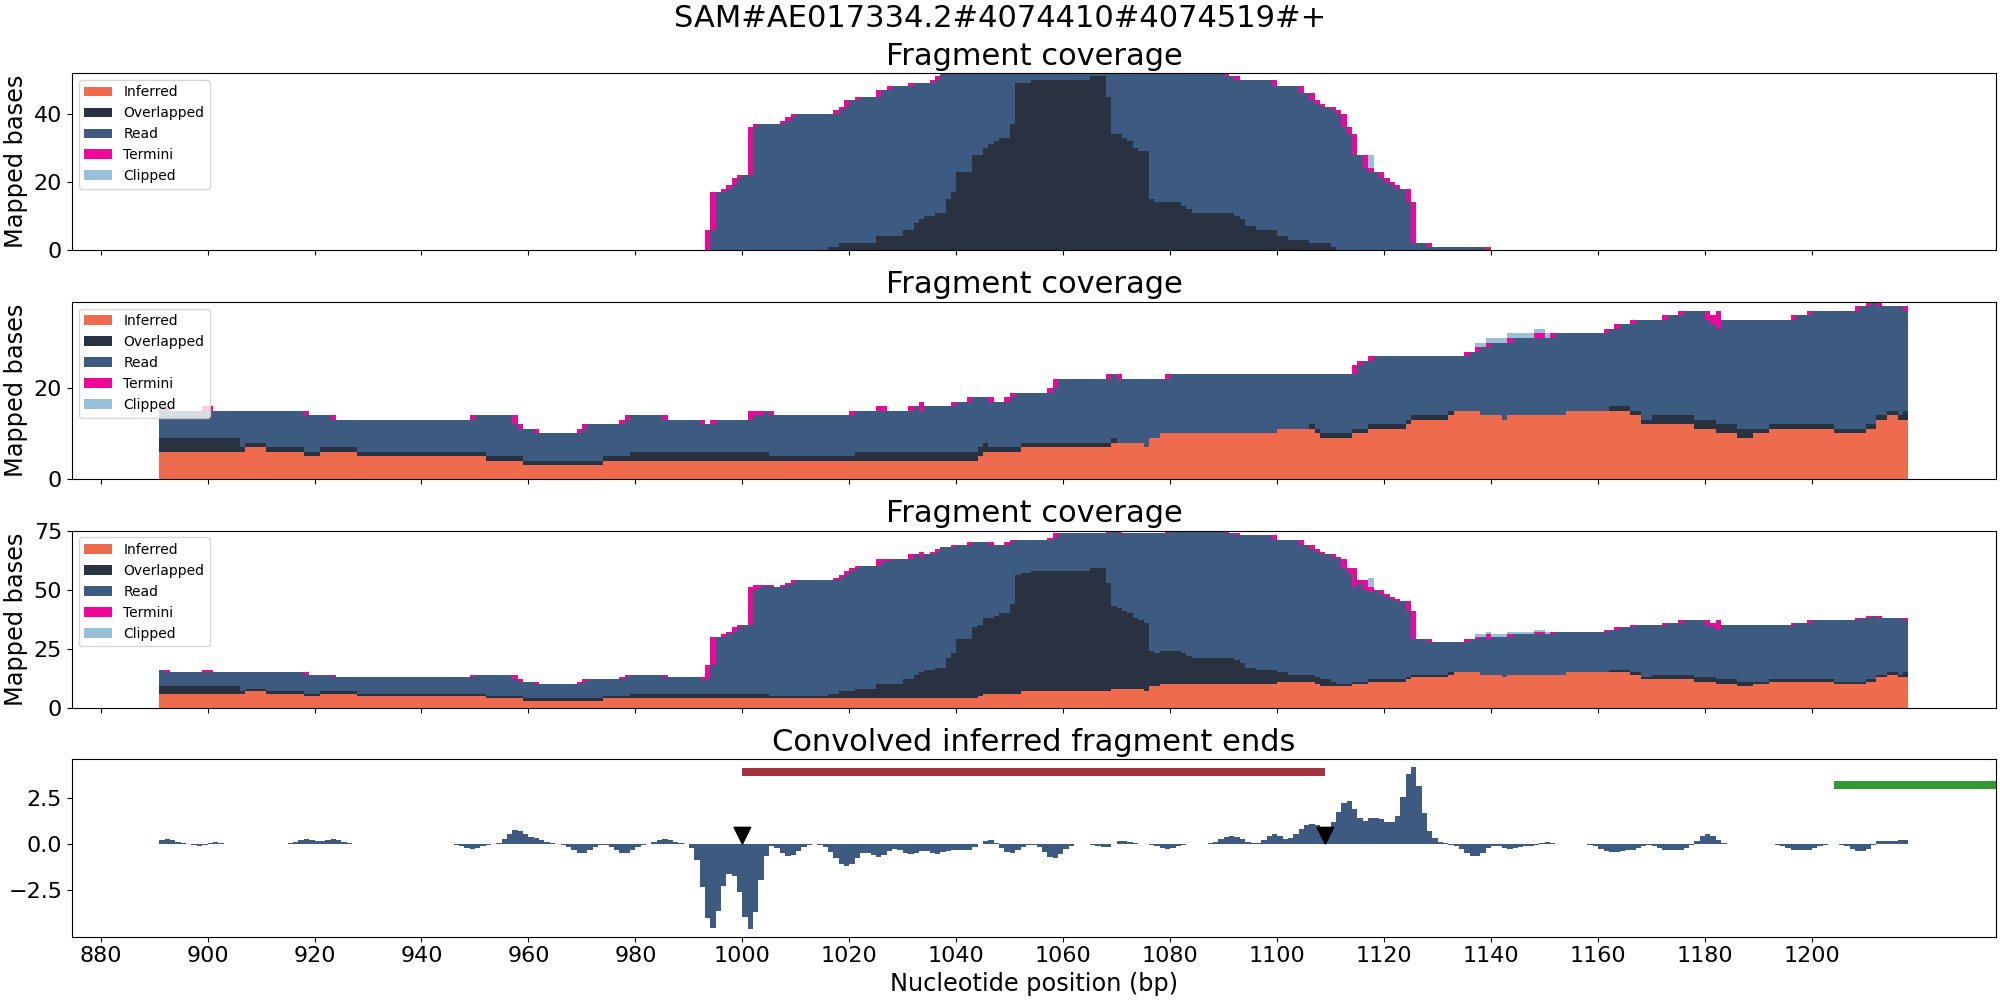 SAM#AE017334.2#4074410#4074519#+
Fragment coverage
Mapped bases
40
20
0
Inferred
Overlapped
Read
Termini
Clipped
Fragment coverage
Mapped bases
20
0
Inferred
Overlapped
Read
Termini
Clipped
Fragment coverage
Mapped bases
75
50
25
0
Inferred
Overlapped
Read
Termini
Clipped
Convolved inferred fragment ends
2.5
0.0
−2.5
880 900 920 940 960 980 1000 1020 1040 1060 1080 1100 1120 1140 1160 1180 1200
Nucleotide position (bp)